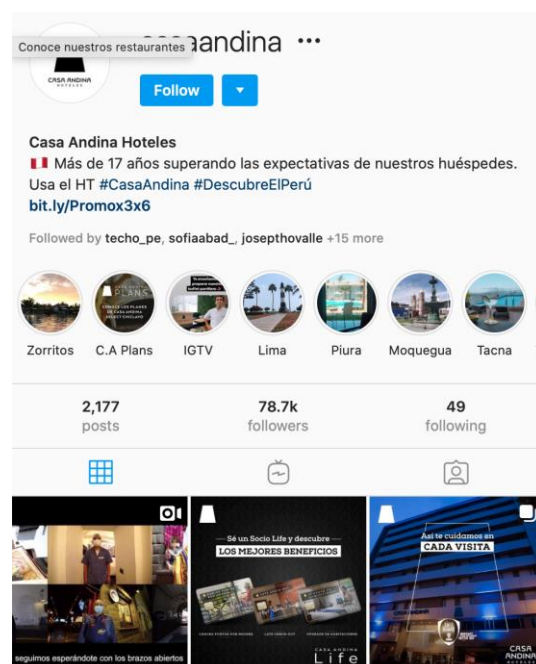 casaandina
Conoce nuestros restaurantes
CASA ANDINA
HOTELES
Follow
Casa Andina Hoteles
Más de 17 años superando las expectativas de nuestros huéspedes.
Usa el HT #CasaAndina #DescubreElPerú
bit.ly/Promox3x6
Followed by techo_pe, sofiaabad_, josepthovalle +15 more
PLANS
Zorritos
C.A Plans
IGTV
Lima
Piura
Moquegua
Tacna
2,177
posts
78.7k
followers
49
following
seguimos esperándote con los brazos abiertos
Sé un Socio Life y descubre
LOS MEJORES BENEFICIOS
CASA ANDINA
Life
Así te cuidamos en
CADA VISITA
CASA
ANDINA
HOTELES